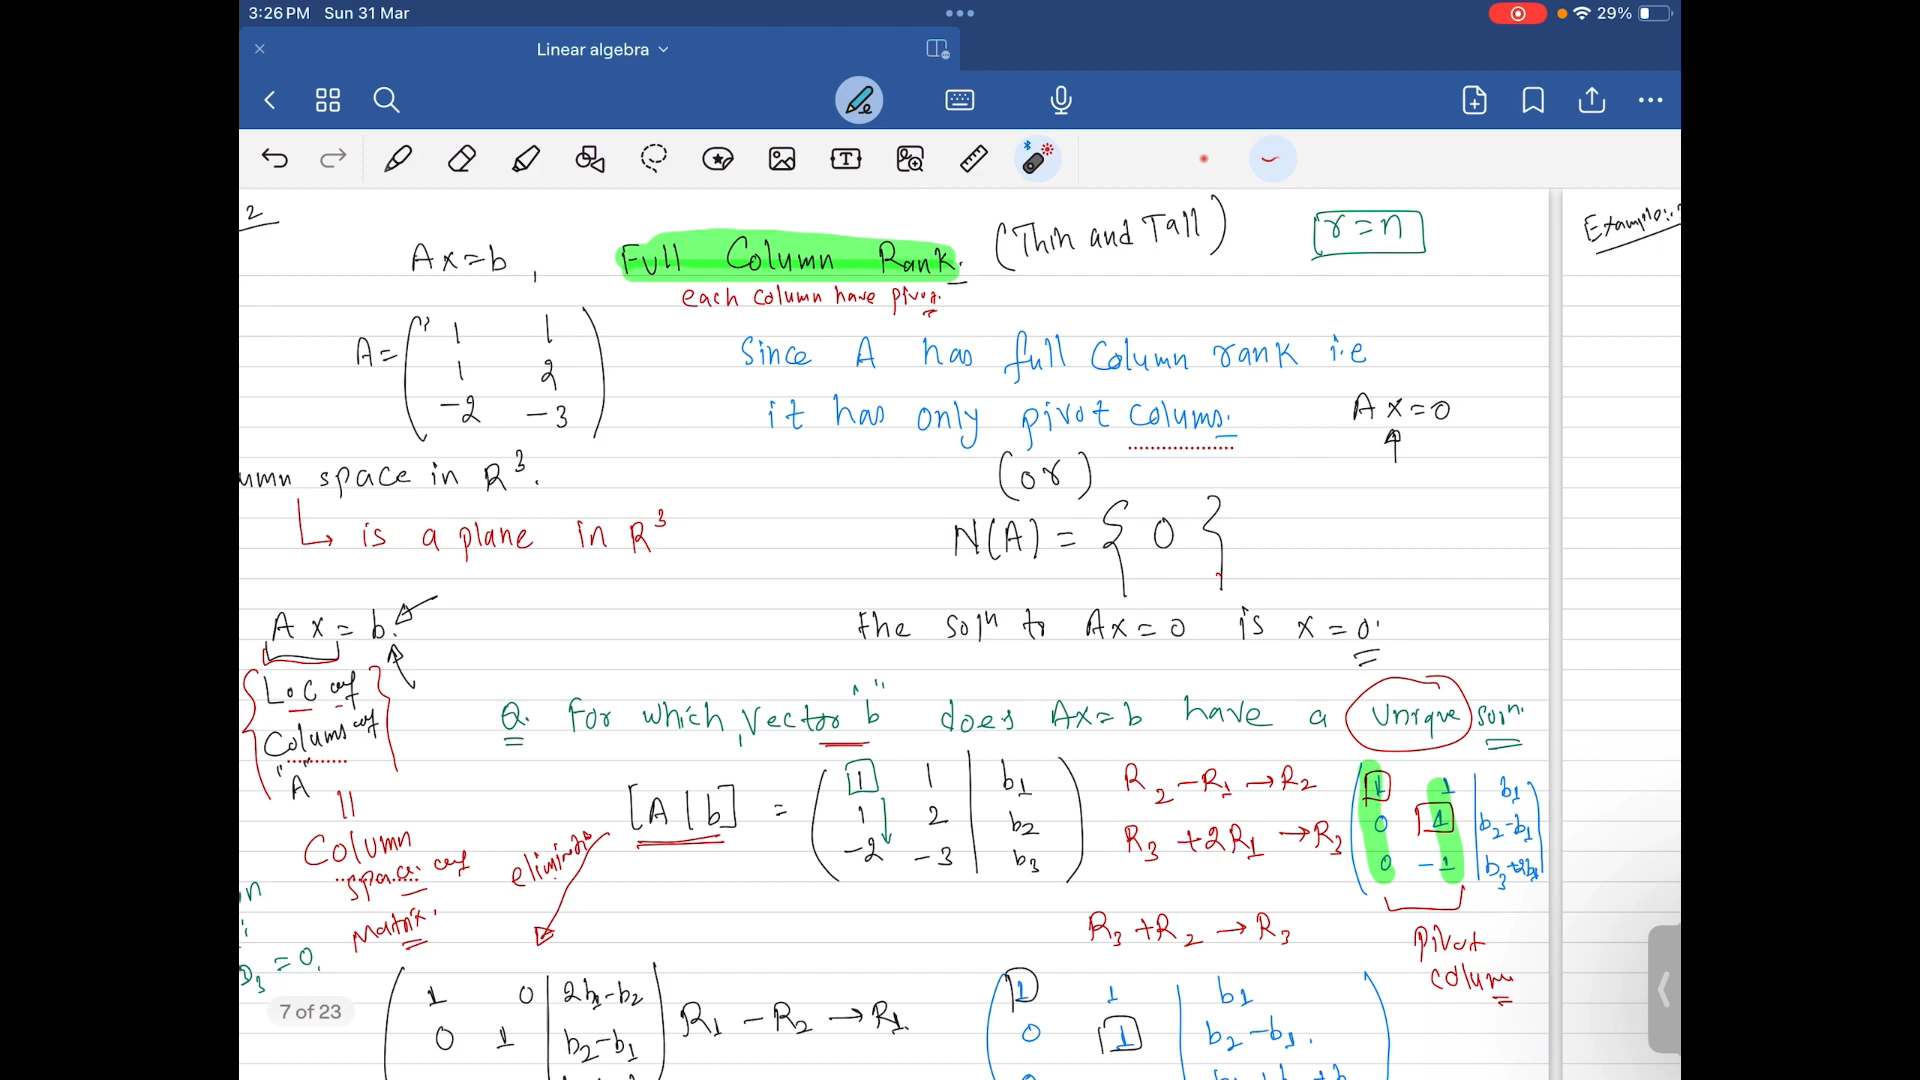 3:26 PM Sun 31 Mar
29%
Linear algebra
2
Ax=b, Full Column Rank. (Thin and Tall) r=n
Example:
each column have pivot.
A= 1 1
1 2
-2 -3
Since A has full Column rank i.e
it has only pivot Colums.
Ax=0
umn space in R³.
(or)
↳ is a plane in R³
N(A) = { 0 }
Ax = b.
the soln to Ax=0 is x=0.
LoC of
Colums of
"A"
||
Column
space of
matrix.
Q. For which vector "b" does Ax=b have a Unique soln.
[A | b] = 1 1 | b1
1 2 | b2
-2 -3 | b3
R2 -R1 → R2
R3 +2R1 → R3
1 1 | b1
0 1 | b2-b1
0 -1 | b3+2b1
pivot
column
R3 +R2 → R3
=0.
7 of 23
1 0 | 2b1-b2
0 1 | b2-b1
R1 - R2 → R1.
1 1 | b1
0 1 | b2-b1.
0